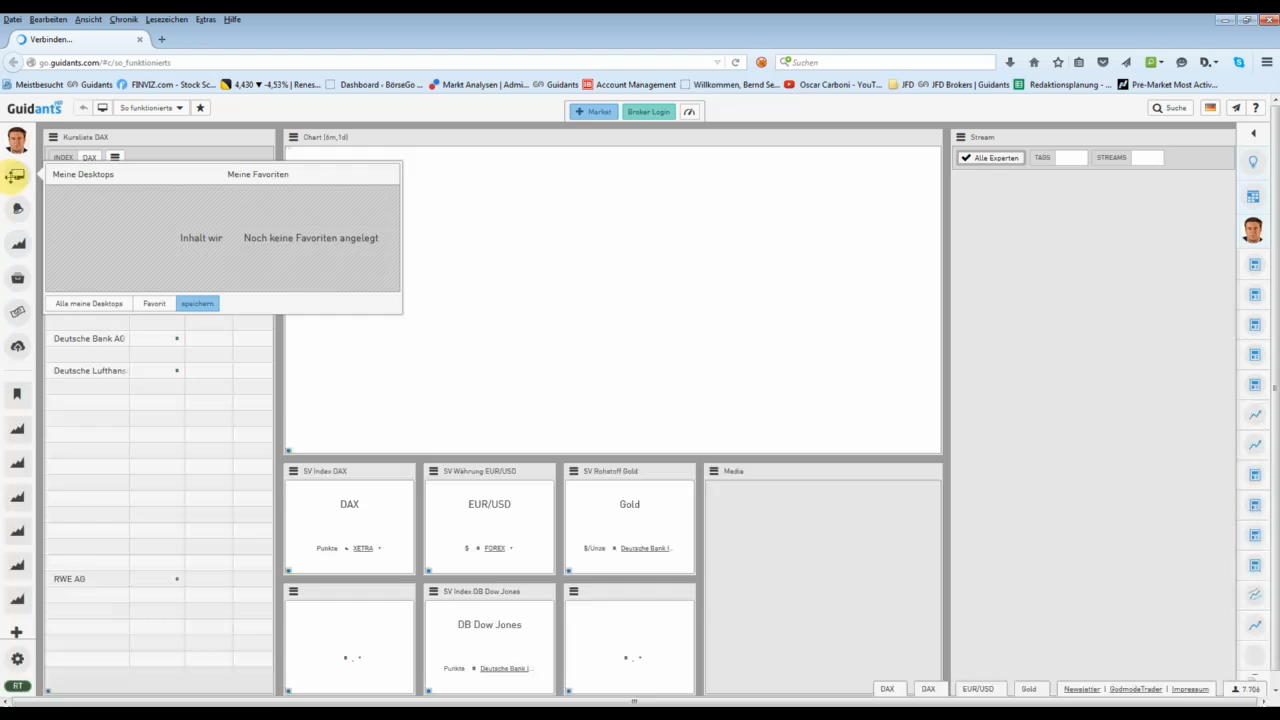 Datei Bearbeiten Ansicht Chronik Lesezeichen Extras Hilfe
Verbinden...
go.guidants.com/#c/so_funktionierts
Suchen
Meistbesucht Guidants FINVIZ.com - Stock Sc... 4,430 ▼ -4,53% | Renes... Dashboard - BörseGo ... Markt Analysen | Admi... Guidants Account Management Willkommen, Bernd Se... Oscar Carboni - YouT... JFD JFD Brokers | Guidants Redaktionsplanung - ... Pre-Market Most Activ...
Guidants So funktionierts ▼ + Market Broker Login Suche ?
Kursliste DAX
INDEX DAX
Meine Desktops Meine Favoriten
Inhalt wir Noch keine Favoriten angelegt
Alle meine Desktops Favorit speichern
Deutsche Bank AG
Deutsche Lufthans
RWE AG
RT
Chart [6m,1d]
SV Index DAX
DAX
Punkte XETRA
SV Währung EUR/USD
EUR/USD
$ FOREX
SV Rohstoff Gold
Gold
$/Unze Deutsche Bank I...
Media
SV Index DB Dow Jones
DB Dow Jones
Punkte Deutsche Bank I...
Stream
Alle Experten TAGS STREAMS
DAX DAX EUR/USD Gold Newsletter | GodmodeTrader | Impressum 7.706